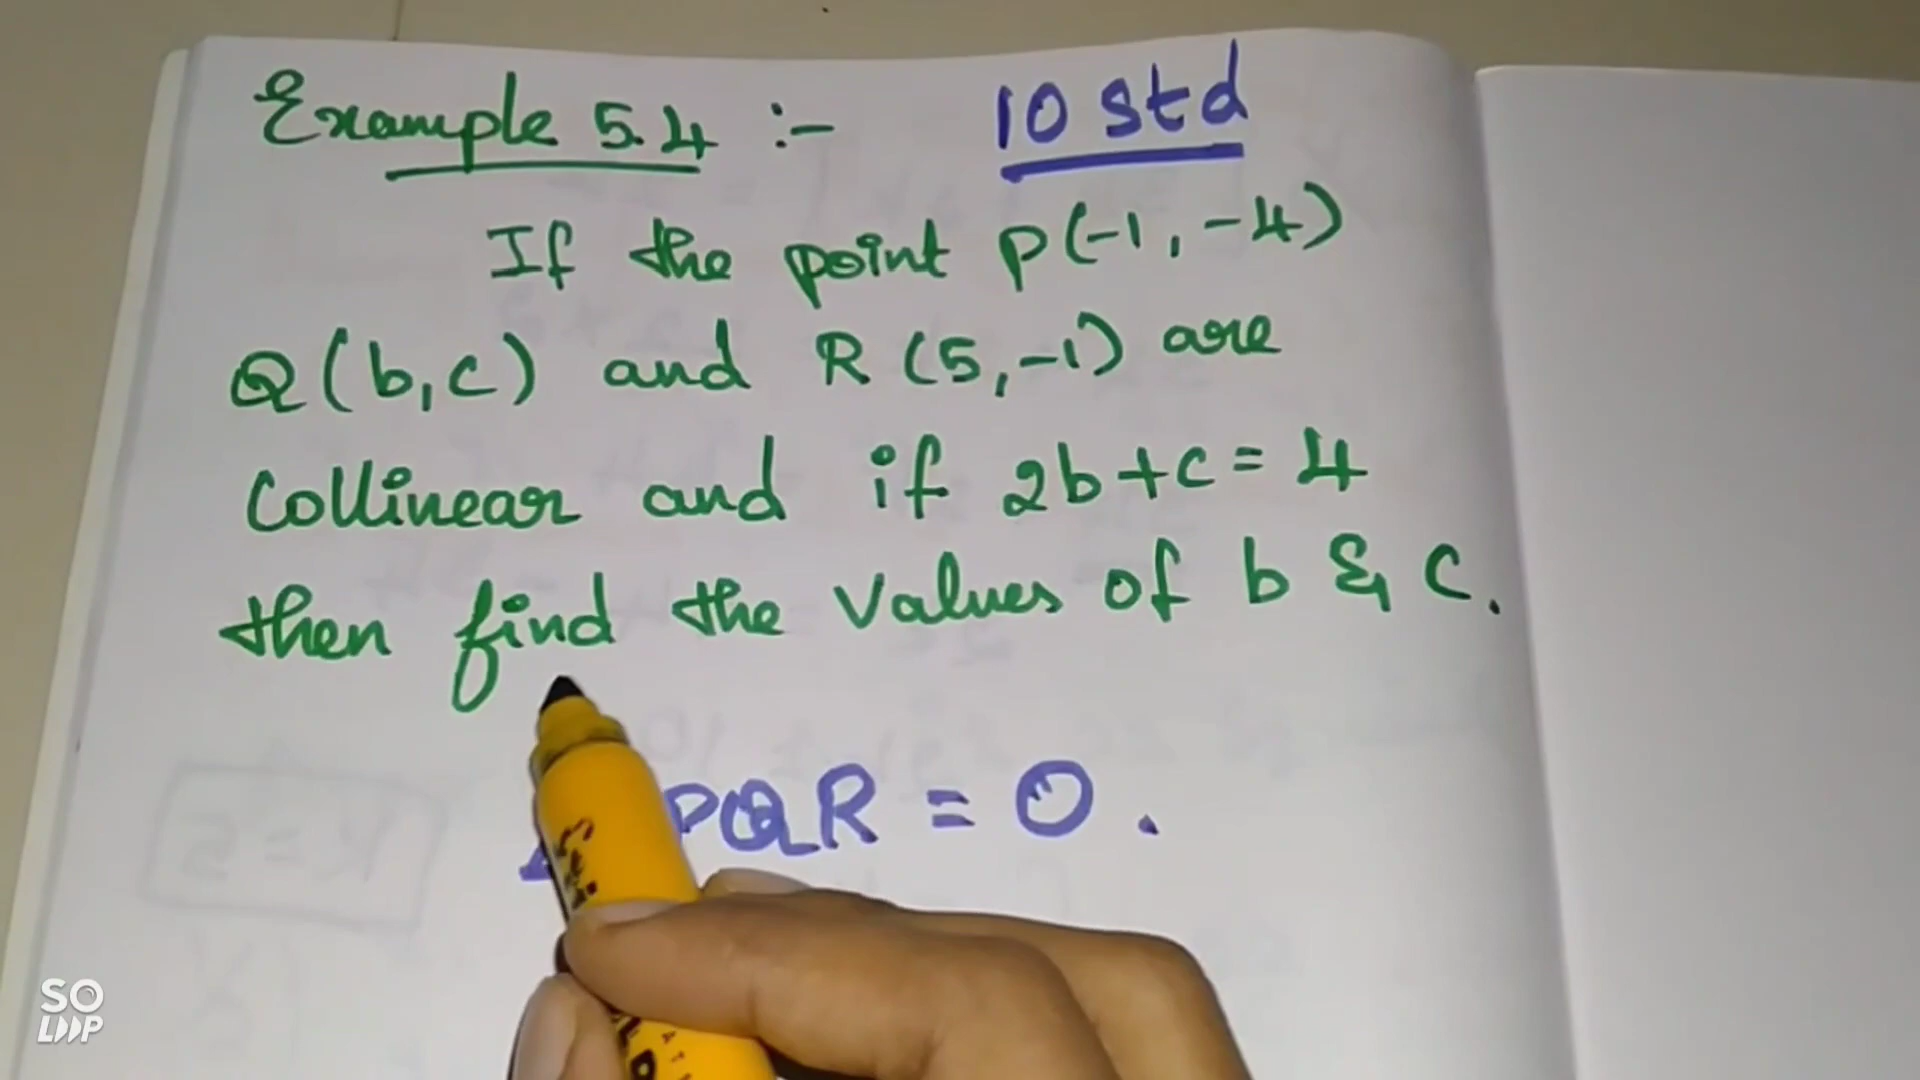 Example 5.4 :- 10 std
If the point P(-1, -4)
Q(b,c) and R(5,-1) are
Collinear and if 2b+c=4
then find the values of b & c.
PQR = 0.
SO
LOOP